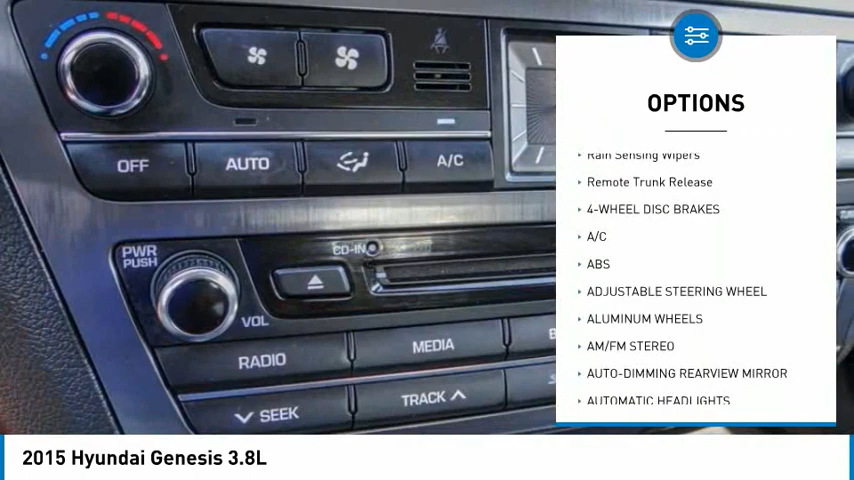 OFF
AUTO
A/C
PWR
PUSH
CD-IN
VOL
RADIO
MEDIA
SEEK
TRACK
OPTIONS
Rain Sensing Wipers
Remote Trunk Release
4-WHEEL DISC BRAKES
A/C
ABS
ADJUSTABLE STEERING WHEEL
ALUMINUM WHEELS
AM/FM STEREO
AUTO-DIMMING REARVIEW MIRROR
AUTOMATIC HEADLIGHTS
2015 Hyundai Genesis 3.8L